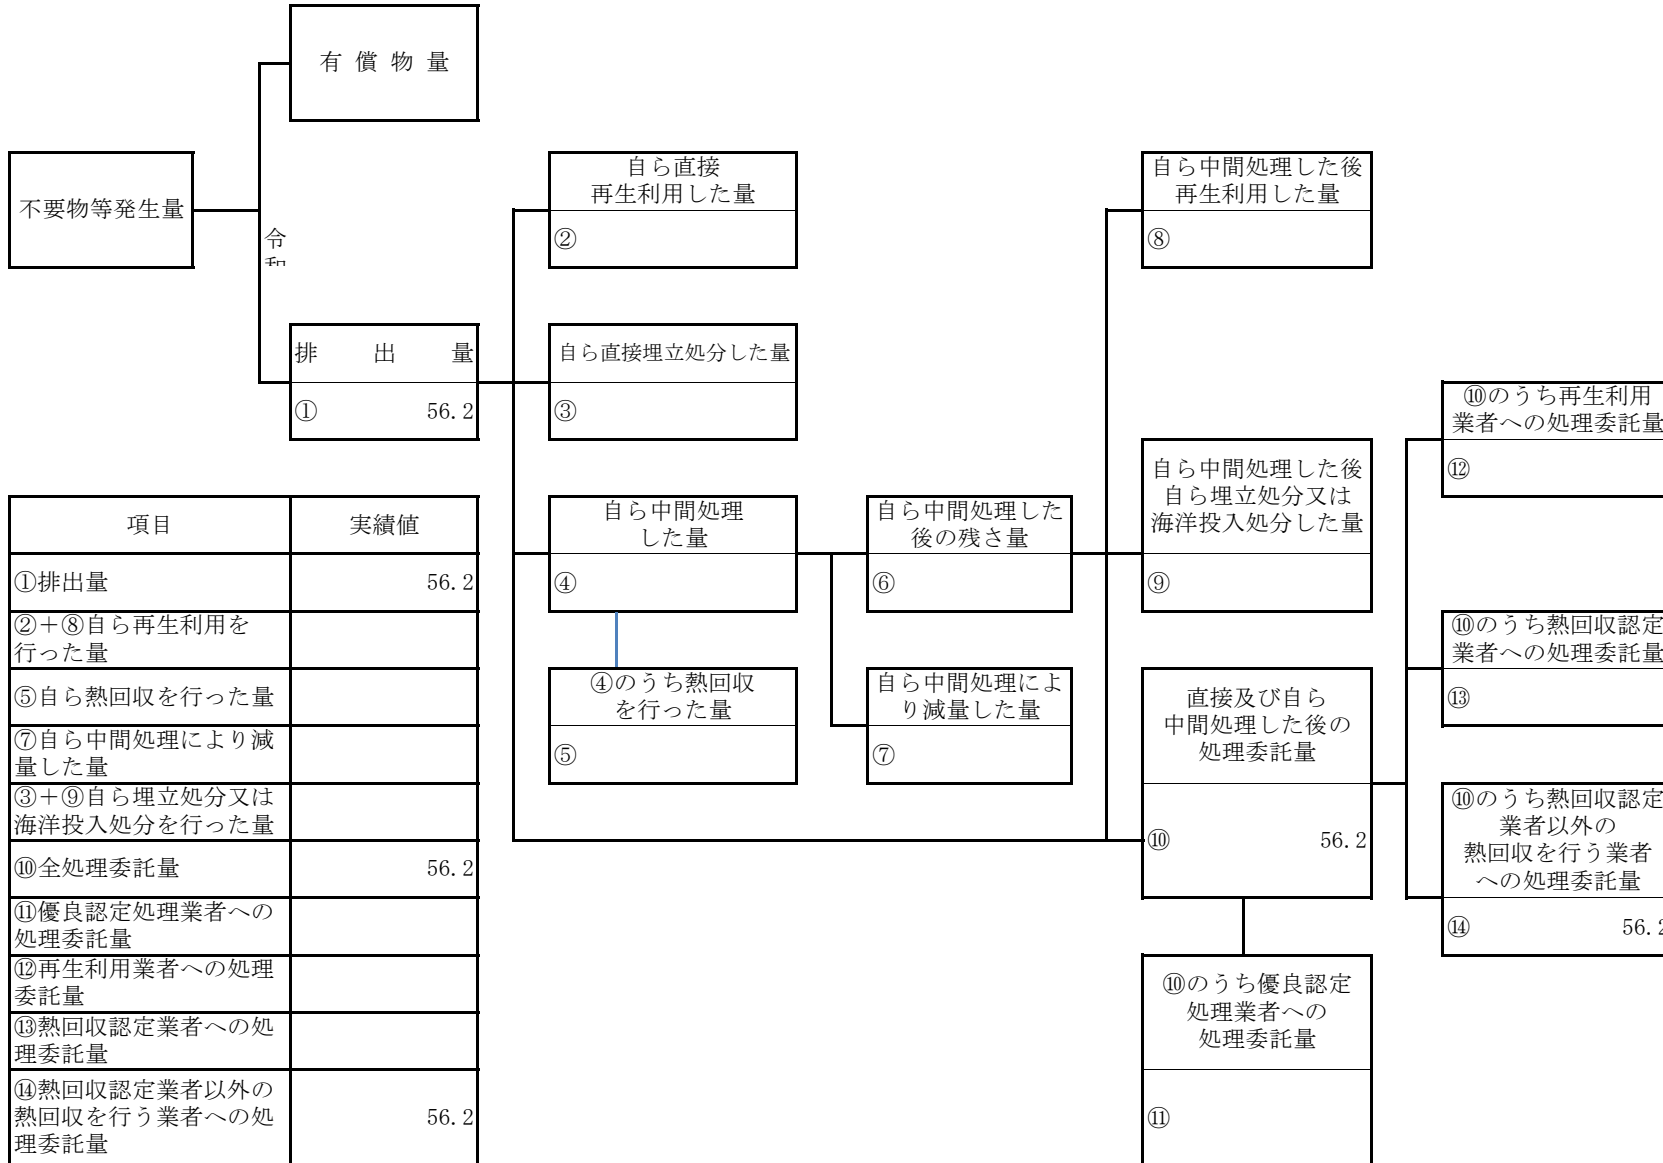 有償物量
不要物等発生量
令
和
排出量
① 56.2
自ら直接
再生利用した量
②
自ら直接埋立処分した量
③
自ら中間処理
した量
④
④のうち熱回収
を行った量
⑤
自ら中間処理した
後の残さ量
⑥
自ら中間処理によ
り減量した量
⑦
自ら中間処理した後
再生利用した量
⑧
自ら中間処理した後
自ら埋立処分又は
海洋投入処分した量
⑨
直接及び自ら
中間処理した後の
処理委託量
⑩ 56.2
⑩のうち優良認定
処理業者への
処理委託量
⑪
⑩のうち再生利用
業者への処理委託量
⑫
⑩のうち熱回収認定
業者への処理委託量
⑬
⑩のうち熱回収認定
業者以外の
熱回収を行う業者
への処理委託量
⑭ 56.2
項目 実績値
①排出量 56.2
②+⑧自ら再生利用を
行った量
⑤自ら熱回収を行った量
⑦自ら中間処理により減
量した量
③+⑨自ら埋立処分又は
海洋投入処分を行った量
⑩全処理委託量 56.2
⑪優良認定処理業者への
処理委託量
⑫再生利用業者への処理
委託量
⑬熱回収認定業者への処
理委託量
⑭熱回収認定業者以外の
熱回収を行う業者への処 56.2
理委託量